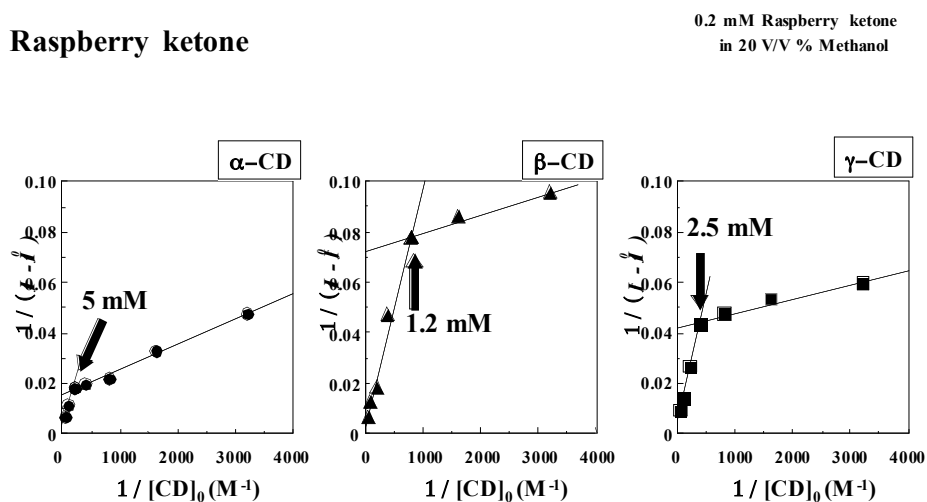 Raspberry ketone
0.2 mM Raspberry ketone
in 20 V/V % Methanol
α−CD
β−CD
γ−CD
0.10
0.08
0.06
0.04
0.02
0
5 mM
0 1000 2000 3000 4000
1 / [CD]0 (M-1)
0.10
0.08
0.06
0.04
0.02
0
1.2 mM
0 1000 2000 3000 4000
1 / [CD]0 (M-1)
0.10
0.08
0.06
0.04
0.02
0
2.5 mM
0 1000 2000 3000 4000
1 / [CD]0 (M-1)